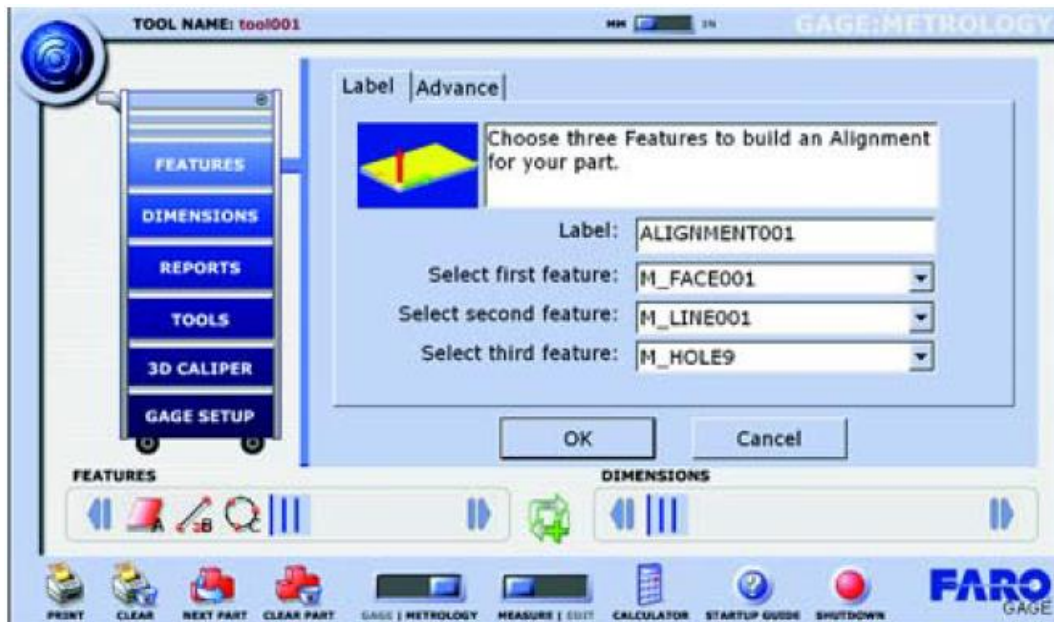 TOOL NAME: tool001
MM IN
GAGE:METROLOGY
Label Advance
Choose three Features to build an Alignment
for your part.
Label: ALIGNMENT001
Select first feature: M_FACE001
Select second feature: M_LINE001
Select third feature: M_HOLE9
OK Cancel
FEATURES
DIMENSIONS
REPORTS
TOOLS
3D CALIPER
GAGE SETUP
FEATURES
A B C
DIMENSIONS
PRINT CLEAR NEXT PART CLEAR PART GAGE | METROLOGY MEASURE | EDIT CALCULATOR STARTUP GUIDE SHUTDOWN
FARO
GAGE